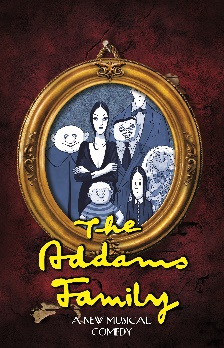 The
Addams
Family
A NEW MUSICAL
COMEDY